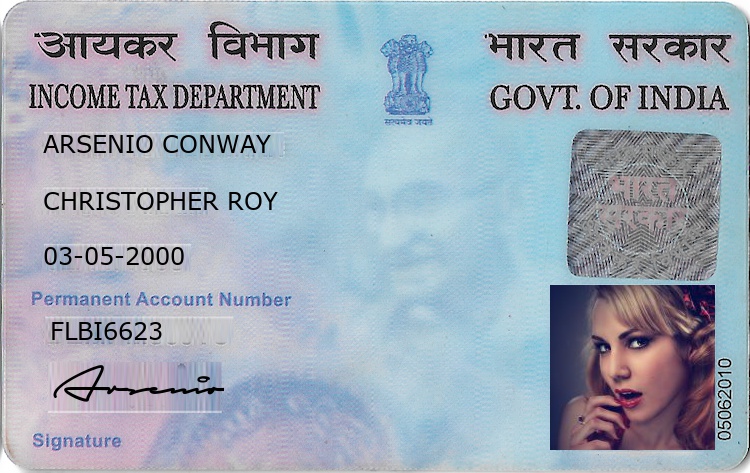 आयकर विभाग
भारत सरकार
INCOME TAX DEPARTMENT
GOVT. OF INDIA
सत्यमेव जयते
ARSENIO CONWAY
CHRISTOPHER ROY
03-05-2000
भारत
सरकार
Permanent Account Number
FLBI6623
Arsenio
Signature
05062010